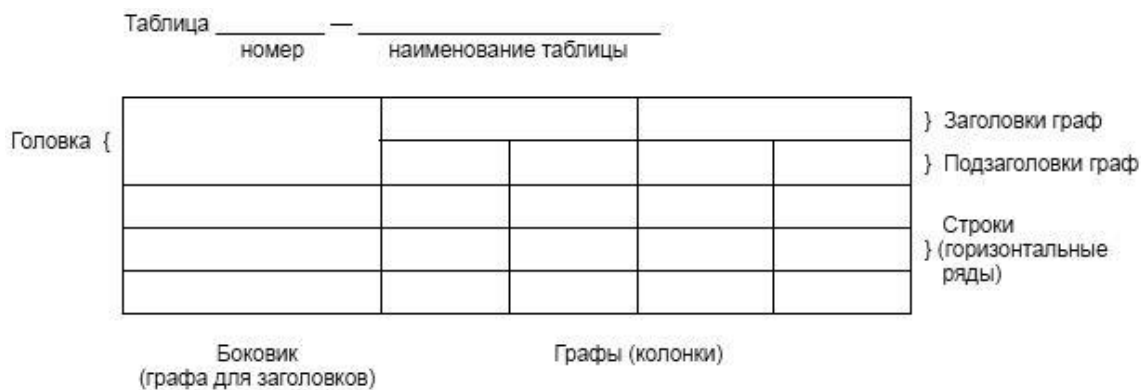 Таблица ________ — ________________________
номер наименование таблицы
Головка {
} Заголовки граф
} Подзаголовки граф
Строки
} (горизонтальные
ряды)
Боковик Графы (колонки)
(графа для заголовков)